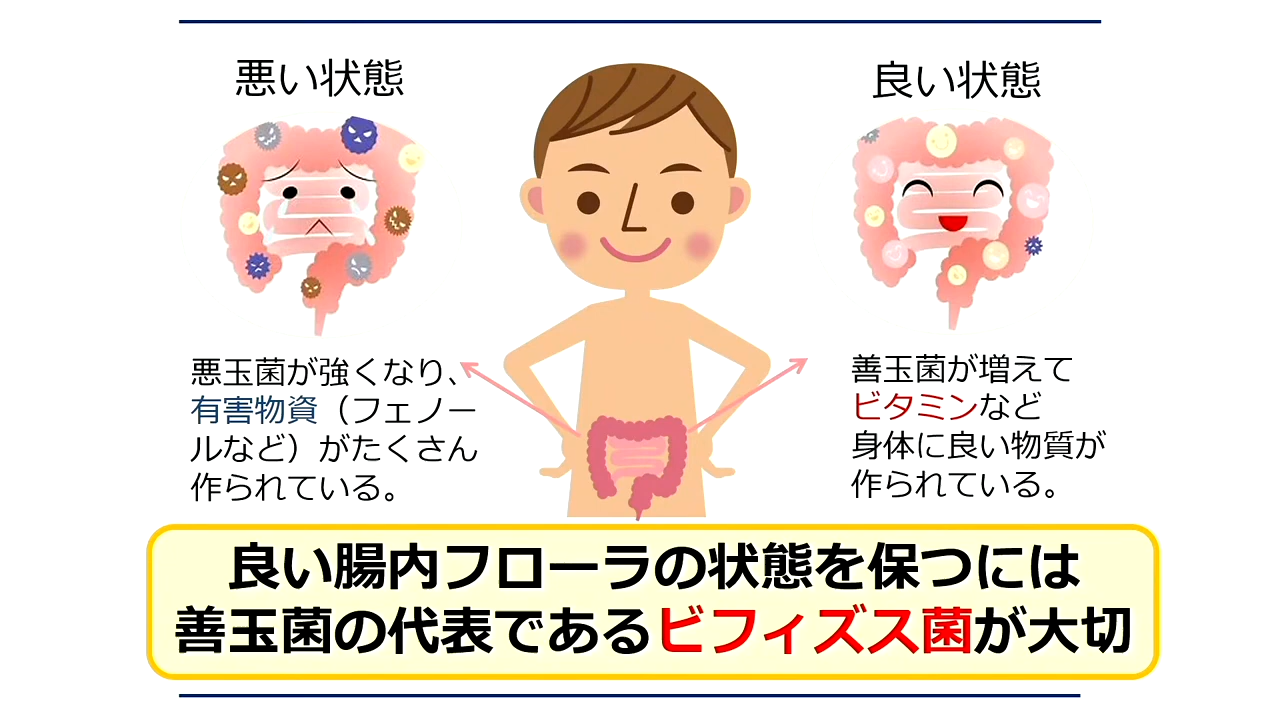 悪い状態
良い状態
悪玉菌が強くなり、
有害物資（フェノー
ルなど）がたくさん
作られている。
善玉菌が増えて
ビタミンなど
身体に良い物質が
作られている。
良い腸内フローラの状態を保つには
善玉菌の代表であるビフィズス菌が大切